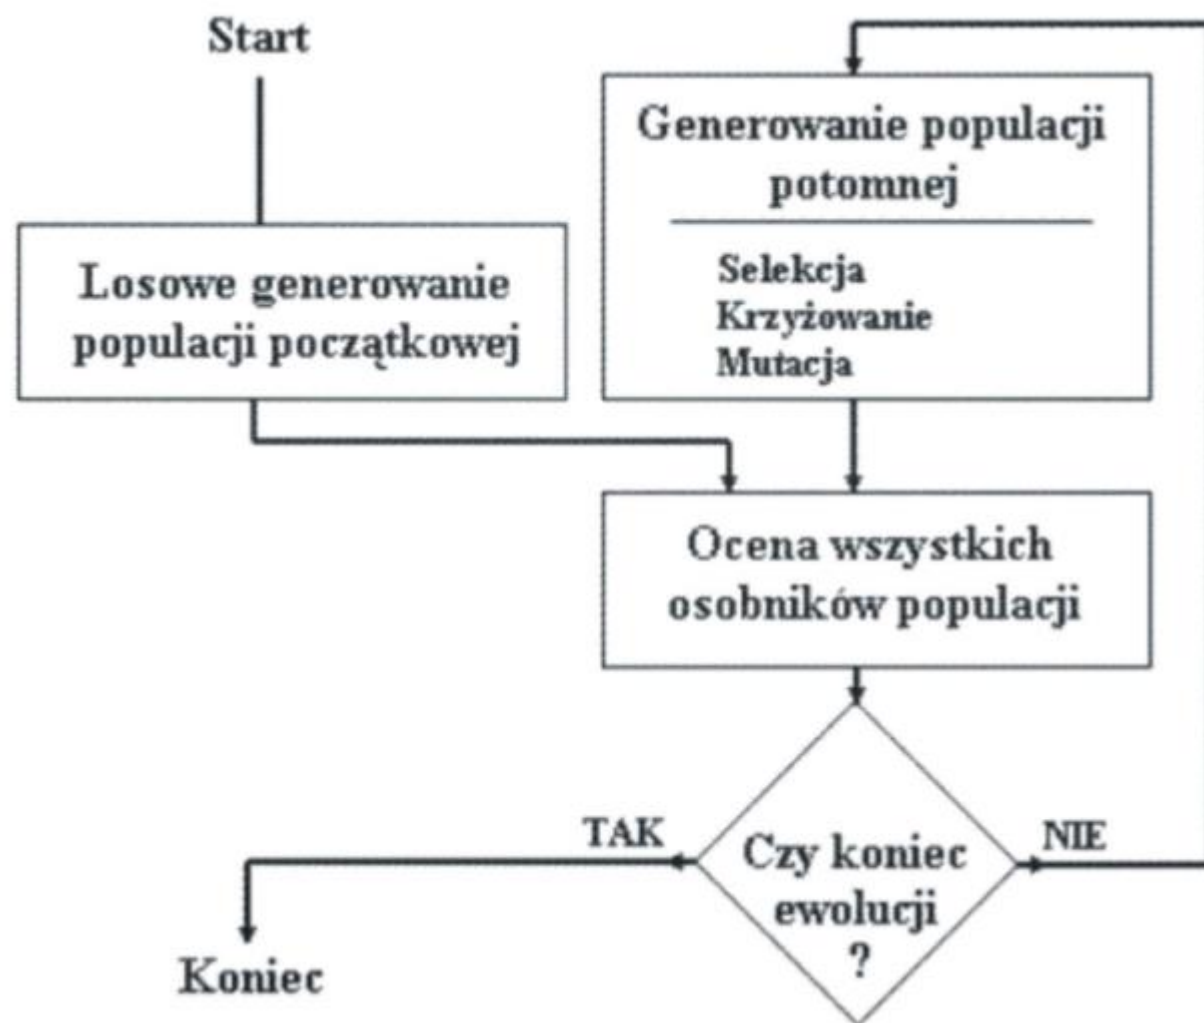 Start
Losowe generowanie
populacji początkowej
Generowanie populacji
potomnej
Selekcja
Krzyżowanie
Mutacja
Ocena wszystkich
osobników populacji
TAK
Czy koniec
ewolucji
?
NIE
Koniec